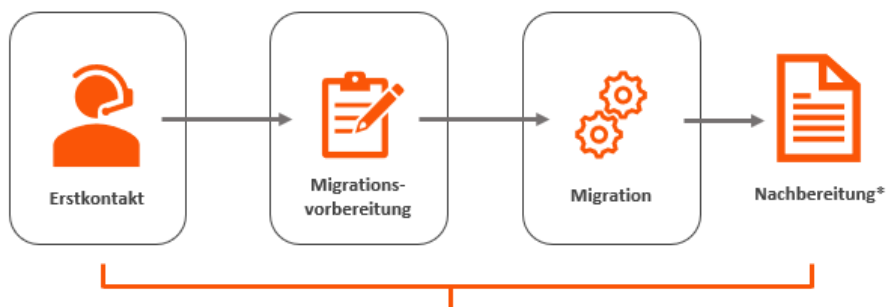 Erstkontakt
Migrations-
vorbereitung
Migration
Nachbereitung*